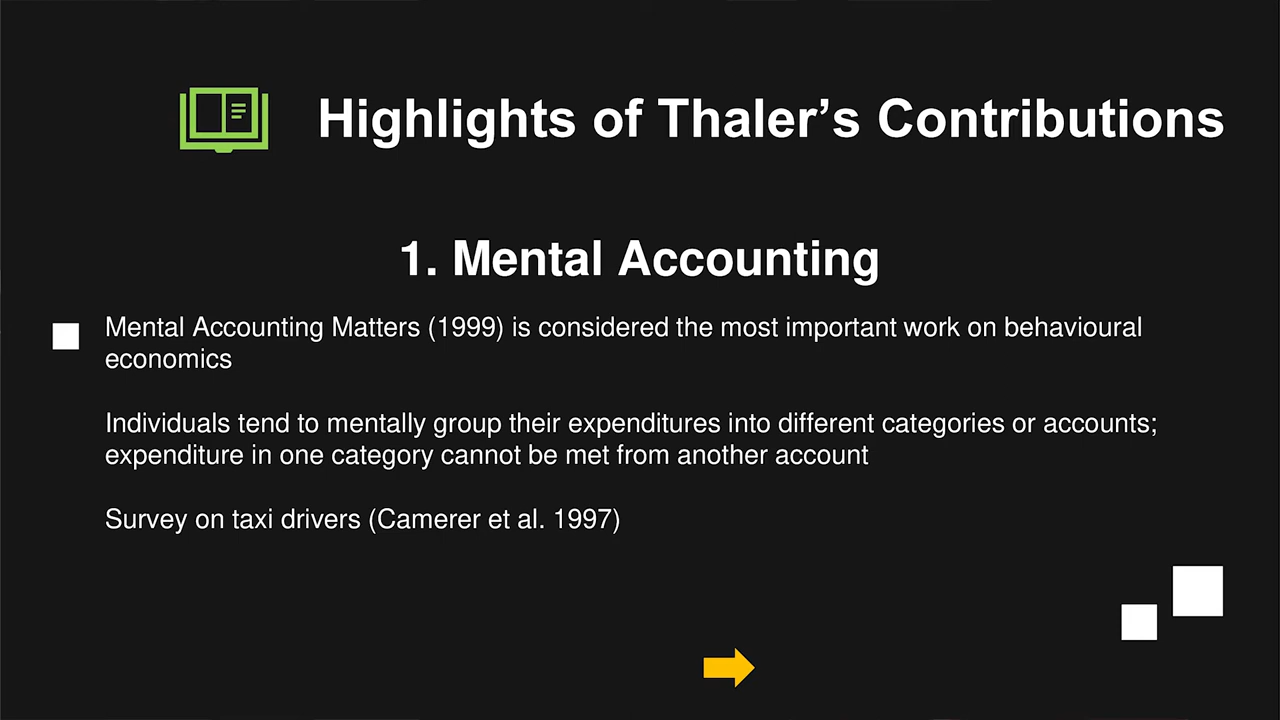 Highlights of Thaler’s Contributions
1. Mental Accounting
Mental Accounting Matters (1999) is considered the most important work on behavioural
economics
Individuals tend to mentally group their expenditures into different categories or accounts;
expenditure in one category cannot be met from another account
Survey on taxi drivers (Camerer et al. 1997)